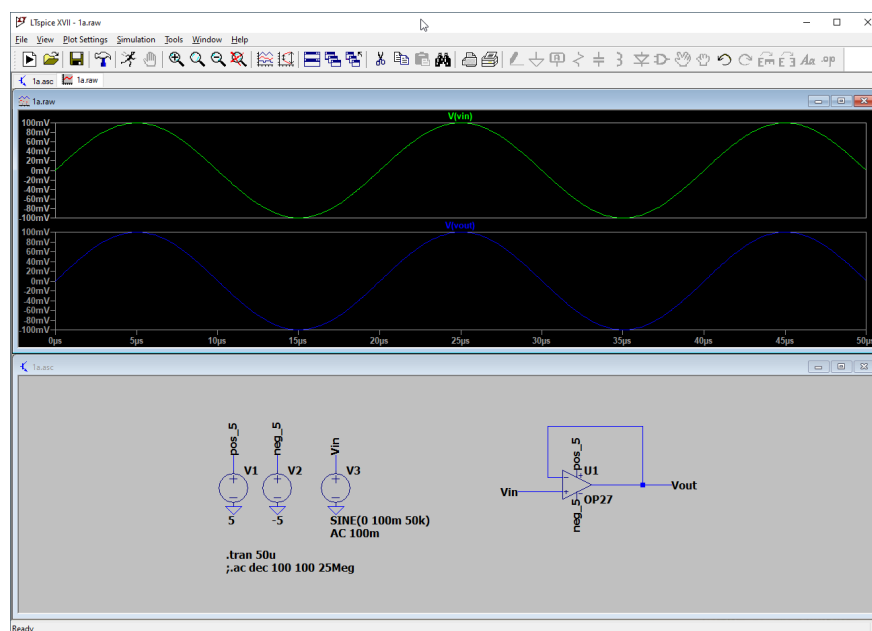 LTspice XVII - 1a.raw
File View Plot Settings Simulation Tools Window Help
1a.asc 1a.raw
1a.raw
V(vin)
100mV
80mV
60mV
40mV
20mV
0mV
-20mV
-40mV
-60mV
-80mV
-100mV
V(vout)
100mV
80mV
60mV
40mV
20mV
0mV
-20mV
-40mV
-60mV
-80mV
-100mV
0µs 5µs 10µs 15µs 20µs 25µs 30µs 35µs 40µs 45µs 50µs
1a.asc
pos_5 neg_5 Vin
V1 V2 V3
5 -5 SINE(0 100m 50k)
AC 100m
.tran 50u
;.ac dec 100 100 25Meg
pos_5
U1
Vin Vout
OP27
neg_5
Ready